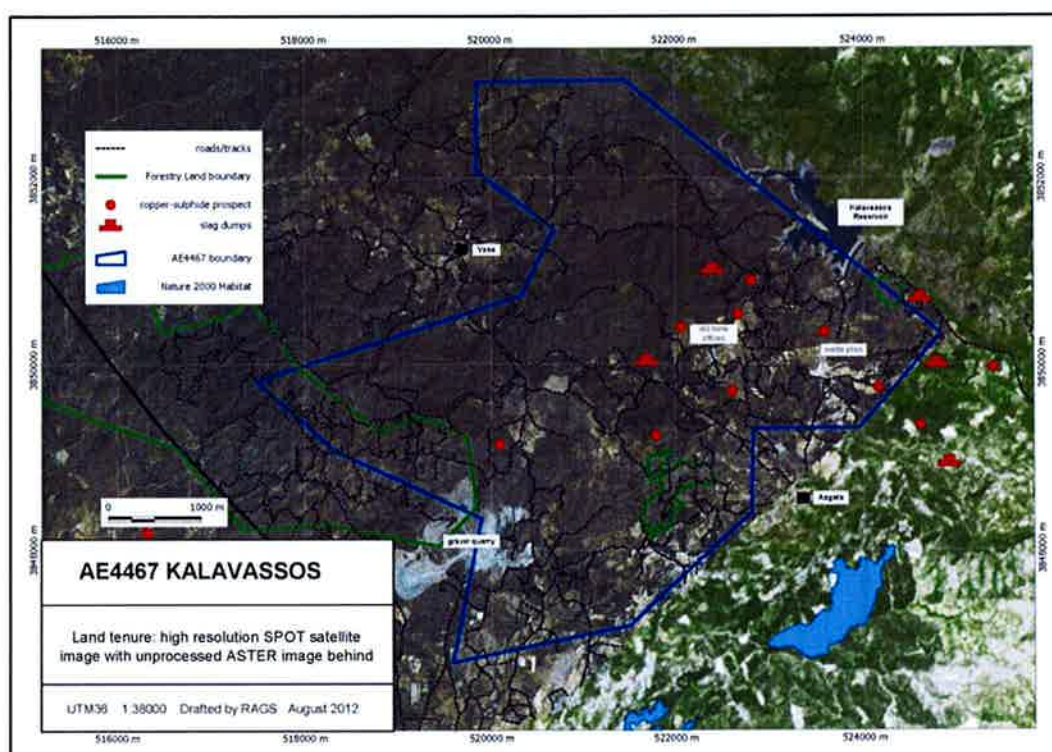 516000 m
518000 m
520000 m
522000 m
524000 m
3852000 m
3852000 m
roads/tracks
Forestry Land boundary
copper-sulphide prospect
slag dumps
AE4467 boundary
Nature 2000 Habitat
Kalavassos
Reservoir
Vasa
old mine
offices
waste piles
3850000 m
3850000 m
0 1000 m
Asgata
gravel quarry
3848000 m
3848000 m
AE4467 KALAVASSOS
Land tenure: high resolution SPOT satellite
image with unprocessed ASTER image behind
UTM36 1:38000 Drafted by RAGS August 2012
516000 m
518000 m
520000 m
522000 m
524000 m